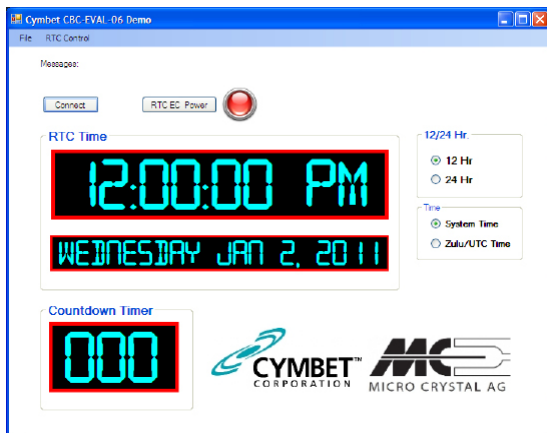 Cymbet CBC-EVAL-06 Demo
File RTC Control
Messages:
Connect RTC EC Power
RTC Time
12:00:00 PM
WEDNESDAY JAN 2, 2011
12/24 Hr.
12 Hr
24 Hr
Time
System Time
Zulu/UTC Time
Countdown Timer
000
CYMBET™
CORPORATION
MC
MICRO CRYSTAL AG